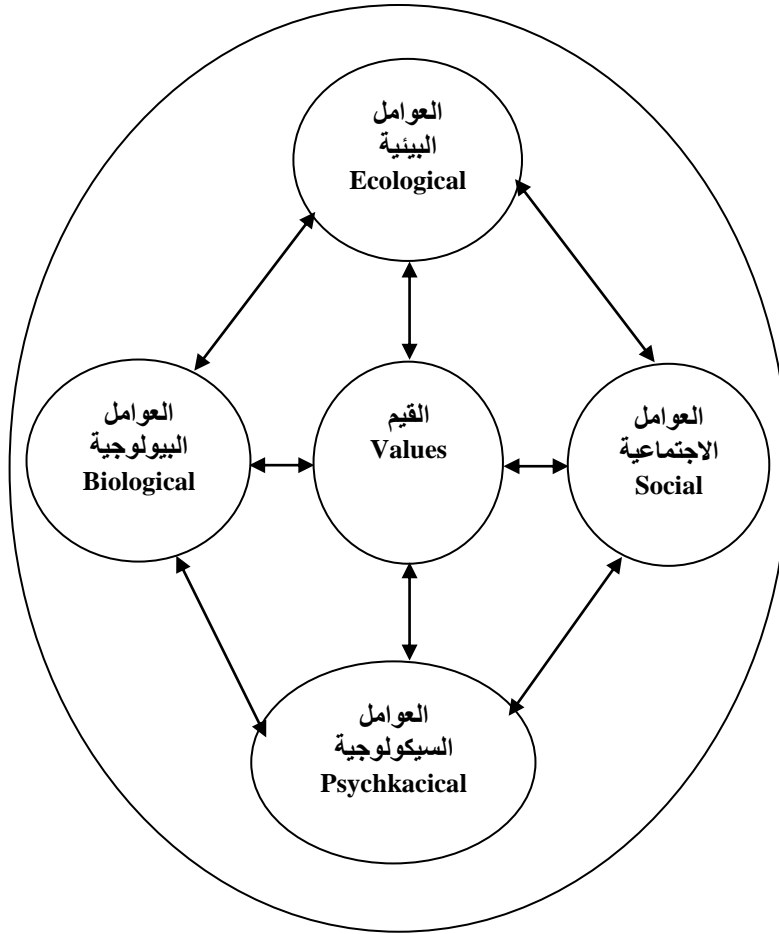 العوامل
البيئية
Ecological
العوامل
البيولوجية
Biological
القيم
Values
العوامل
الاجتماعية
Social
العوامل
السيكولوجية
Psychkacical